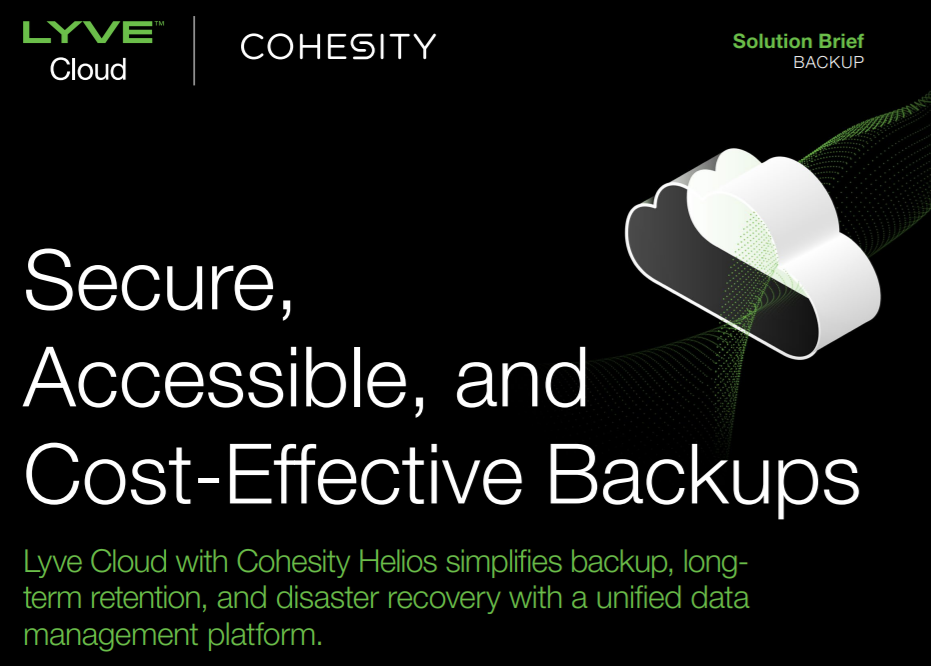 LYVE™
Cloud
COHESITY
Solution Brief
BACKUP
Secure,
Accessible, and
Cost-Effective Backups
Lyve Cloud with Cohesity Helios simplifies backup, long-
term retention, and disaster recovery with a unified data
management platform.